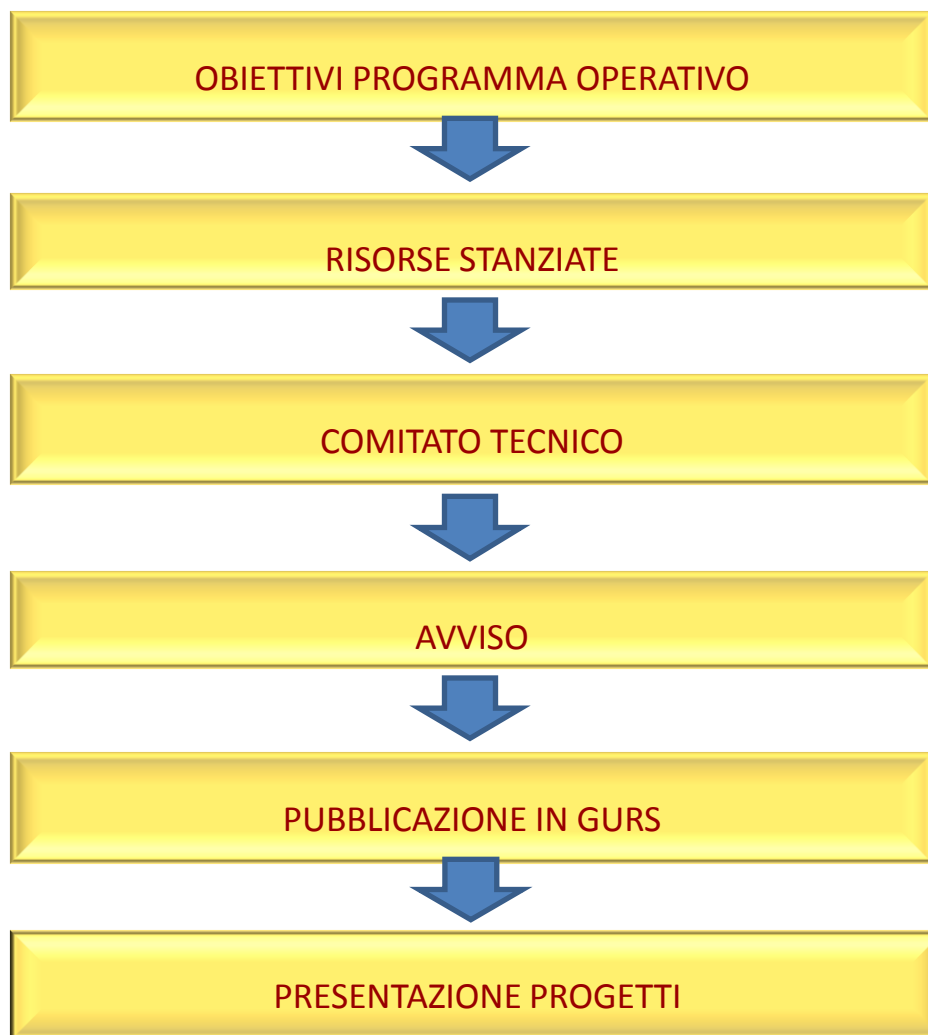 OBIETTIVI PROGRAMMA OPERATIVO
RISORSE STANZIATE
COMITATO TECNICO
AVVISO
PUBBLICAZIONE IN GURS
PRESENTAZIONE PROGETTI